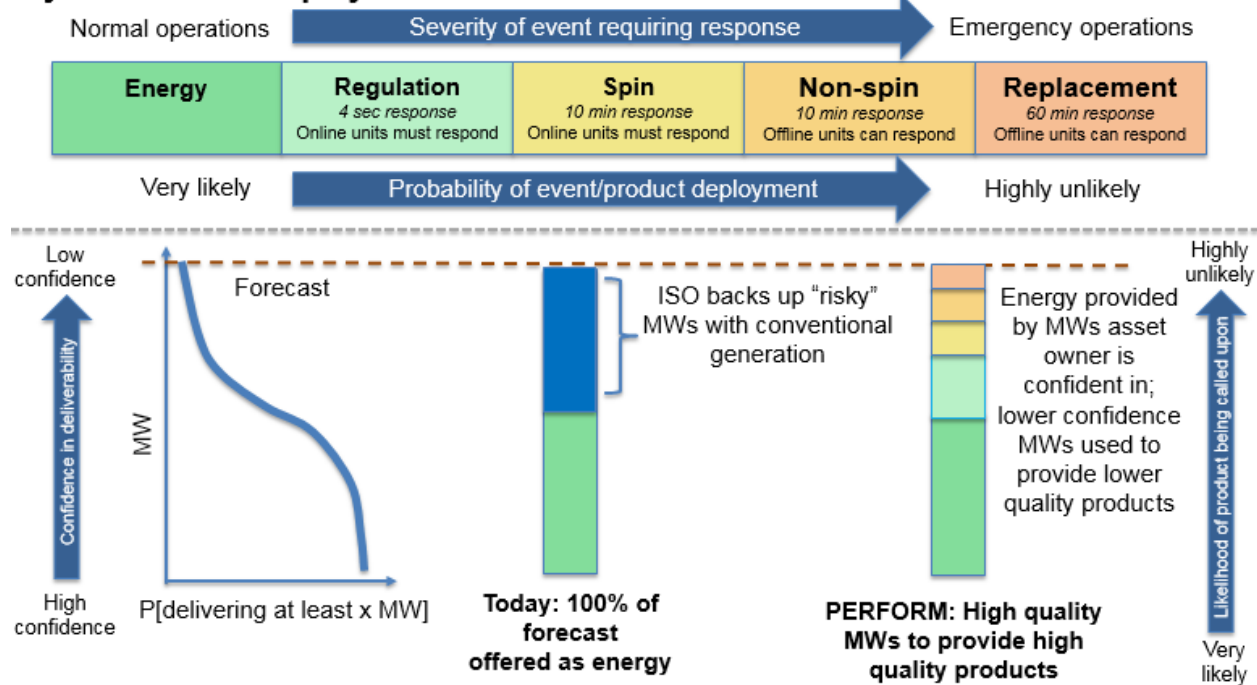 Normal operations
Severity of event requiring response
Emergency operations
Energy
Regulation
4 sec response
Online units must respond
Spin
10 min response
Online units must respond
Non-spin
10 min response
Offline units can respond
Replacement
60 min response
Offline units can respond
Very likely
Probability of event/product deployment
Highly unlikely
Low
confidence
Confidence in deliverability
High
confidence
MW
Forecast
P[delivering at least x MW]
ISO backs up “risky”
MWs with conventional
generation
Today: 100% of
forecast
offered as energy
Energy provided
by MWs asset
owner is
confident in;
lower confidence
MWs used to
provide lower
quality products
PERFORM: High quality
MWs to provide high
quality products
Highly
unlikely
Likelihood of product being called upon
Very
likely